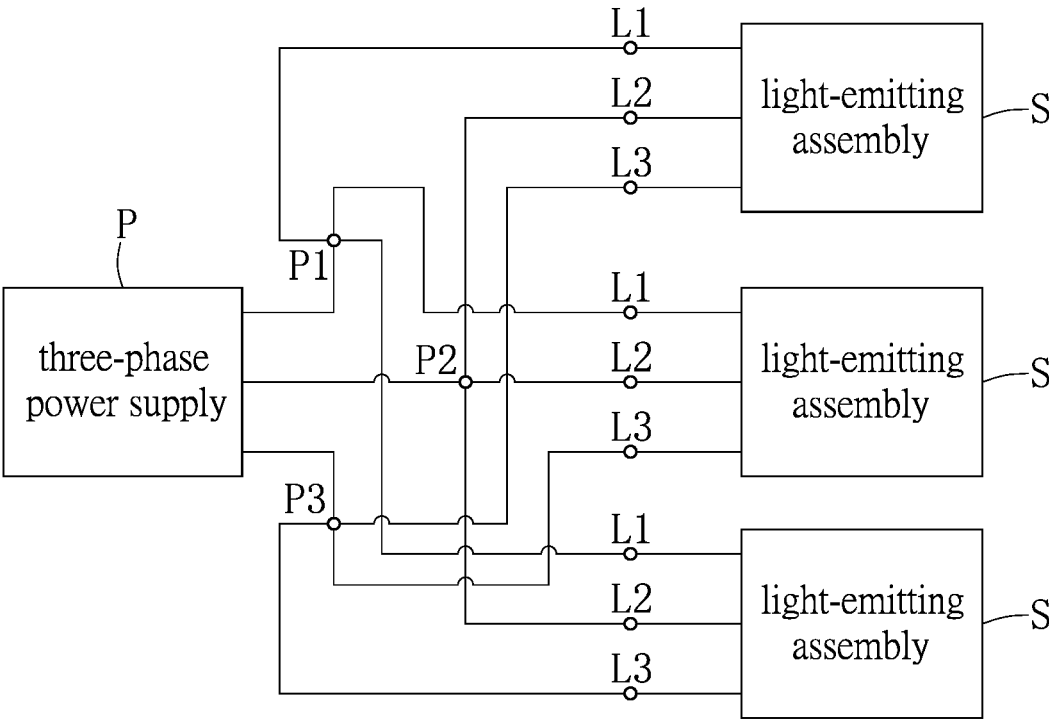 L1
L2
L3
light-emitting
assembly
S
P
P1
three-phase
power supply
P2
P3
L1
L2
L3
light-emitting
assembly
S
L1
L2
L3
light-emitting
assembly
S